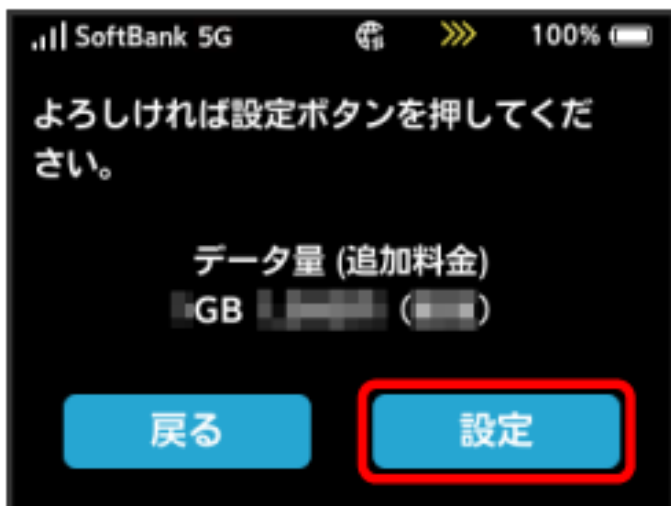 SoftBank 5G 100%
よろしければ設定ボタンを押してくだ
さい。
データ量 (追加料金)
GB ( )
戻る 設定